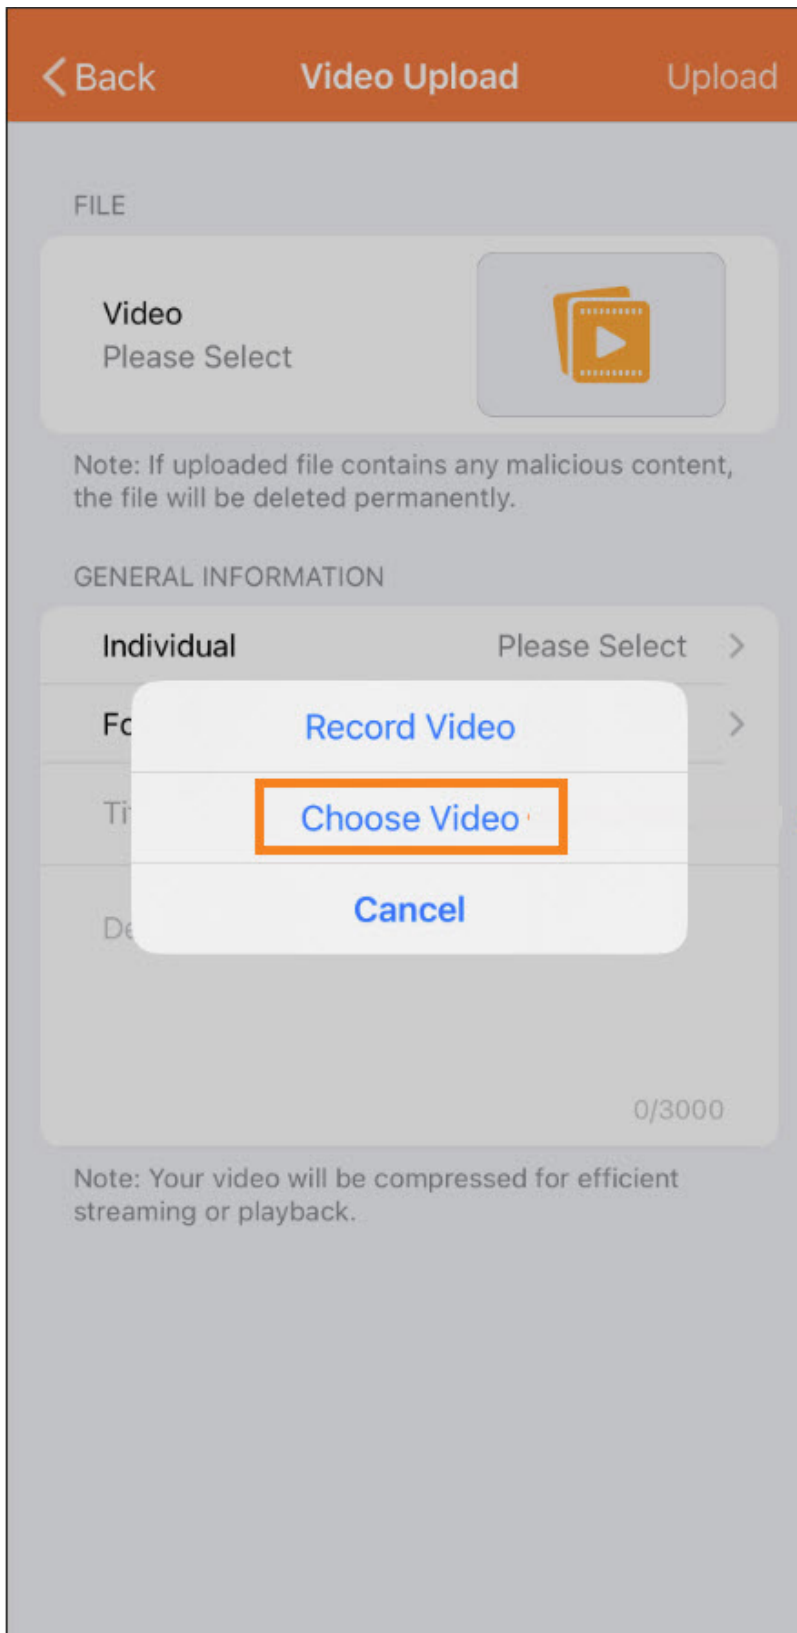 Back
Video Upload
Upload
FILE
Video
Please Select
Note: If uploaded file contains any malicious content,
the file will be deleted permanently.
GENERAL INFORMATION
Individual
Please Select
Record Video
Choose Video
Cancel
0/3000
Note: Your video will be compressed for efficient
streaming or playback.